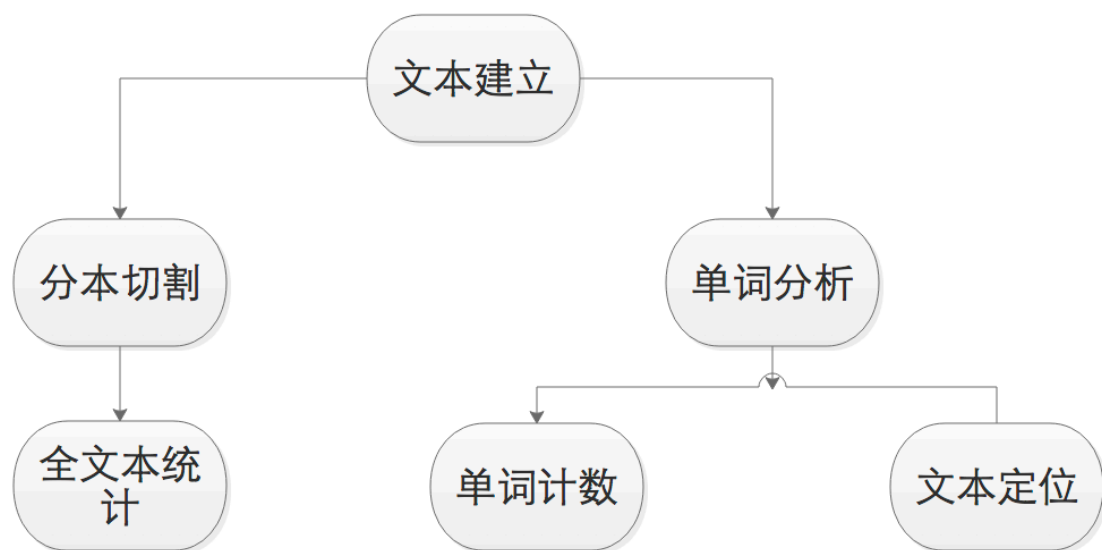 文本建立
分本切割
单词分析
全文本统
计
单词计数
文本定位